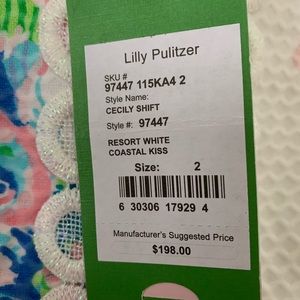 Lilly Pulitzer
SKU #
97447 115KA4 2
Style Name:
CECILY SHIFT
Style #: 97447
RESORT WHITE
COASTAL KISS
Size: 2
6 30306 17929 4
Manufacturer's Suggested Price
$198.00